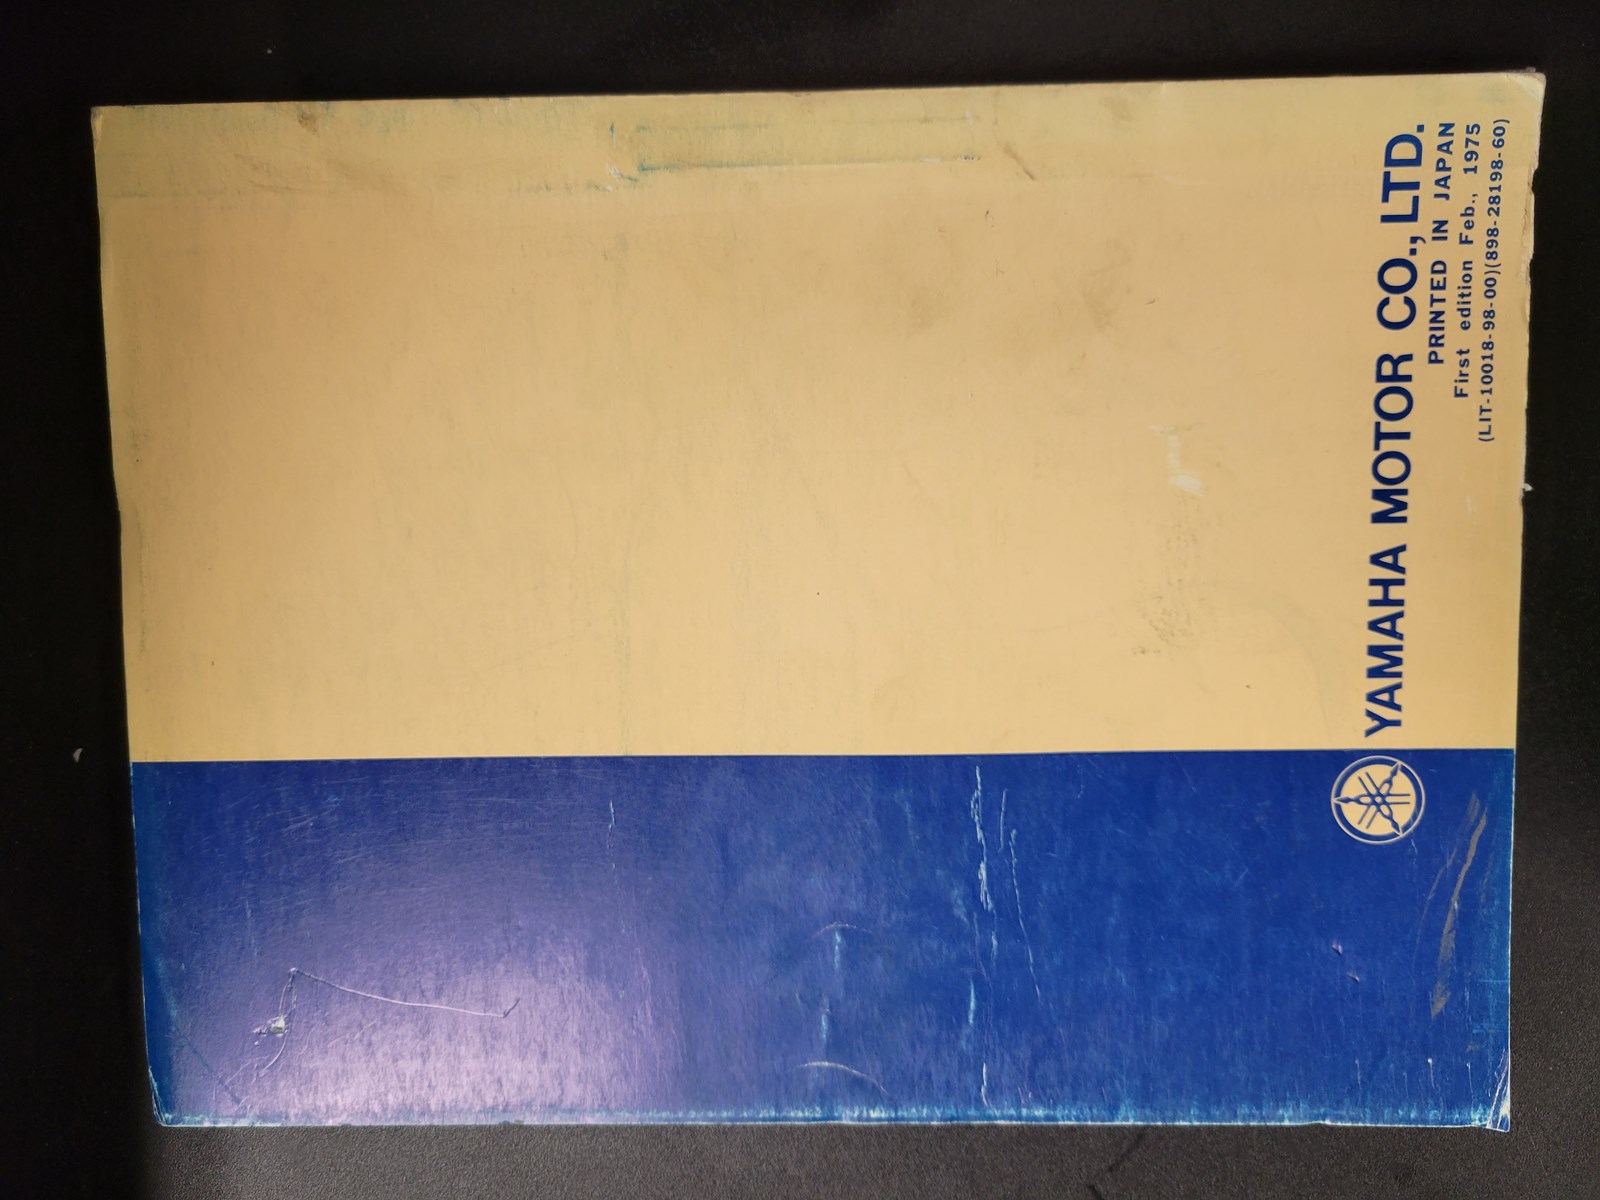 YAMAHA MOTOR CO., LTD.
PRINTED IN JAPAN
First edition Feb., 1975
(LIT-10018-98-00)(898-28198-60)